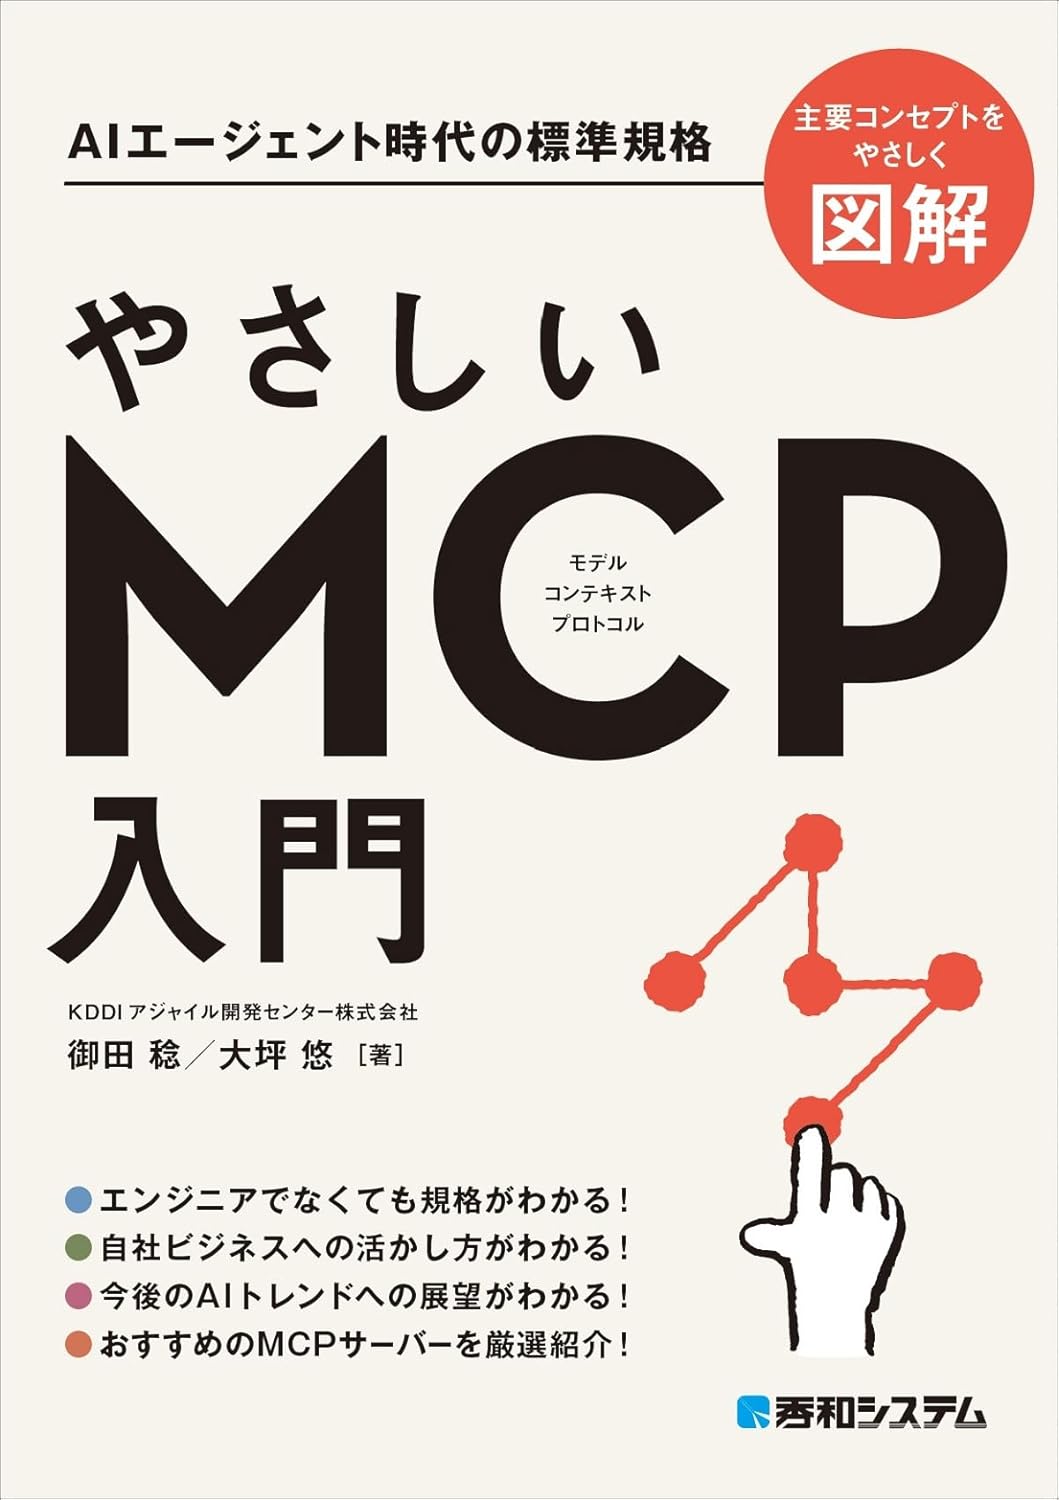 AIエージェント時代の標準規格
主要コンセプトを
やさしく
図解
やさしい
MCP
モデル
コンテキスト
プロトコル
入門
KDDIアジャイル開発センター株式会社
御田 稔／大坪 悠 ［著］
エンジニアでなくても規格がわかる！
自社ビジネスへの活かし方がわかる！
今後のAIトレンドへの展望がわかる！
おすすめのMCPサーバーを厳選紹介！
秀和システム